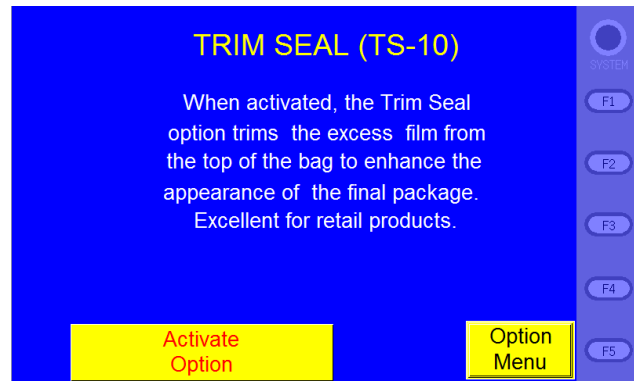 TRIM SEAL (TS-10)
SYSTEM
When activated, the Trim Seal
F1
option trims the excess film from
the top of the bag to enhance the
F2
appearance of the final package.
Excellent for retail products.
F3
F4
Activate
Option
Option
Menu
F5